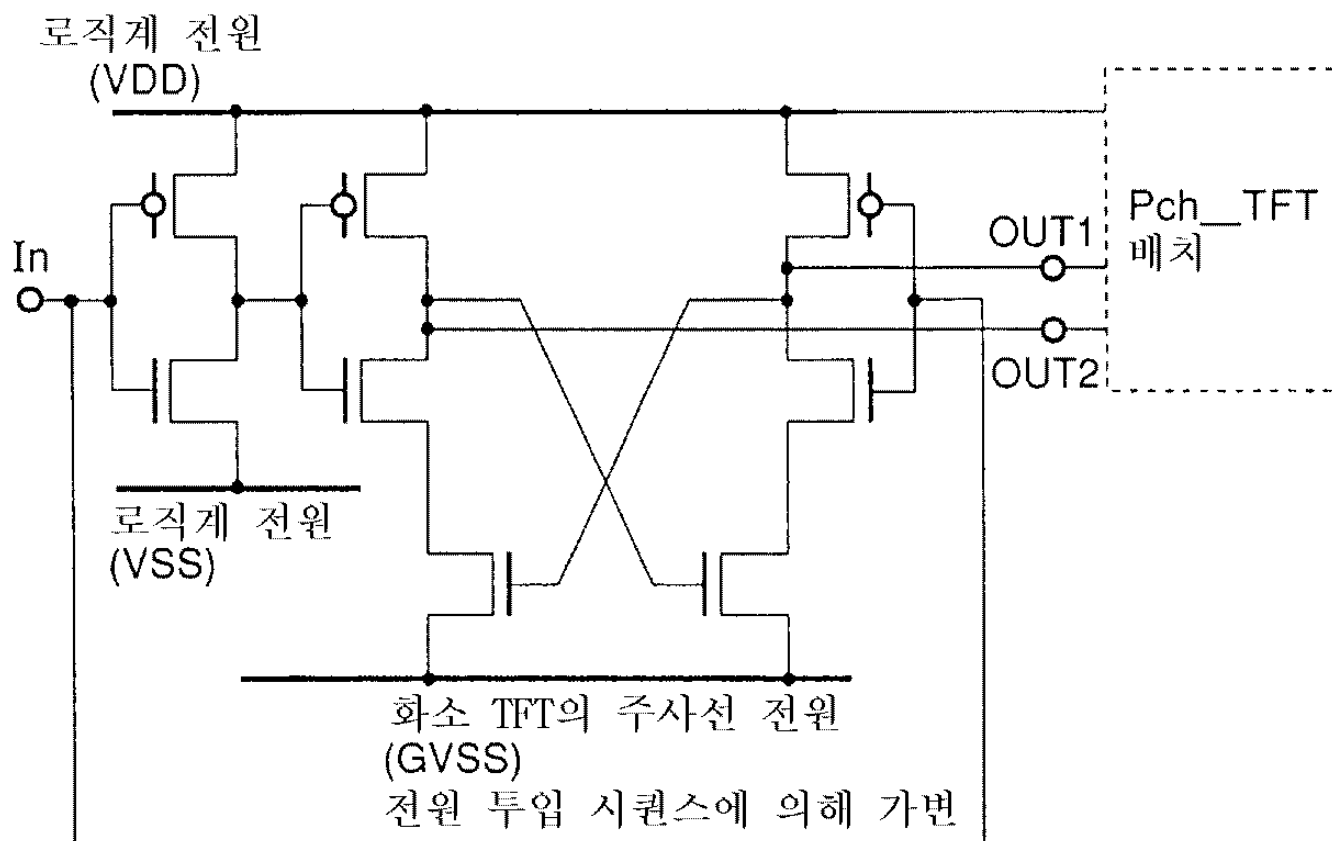 로직계 전원
(VDD)
Pch__TFT
배치
OUT1
In
OUT2
로직계 전원
(VSS)
화소 TFT의 주사선 전원
(GVSS)
전원 투입 시퀀스에 의해 가변